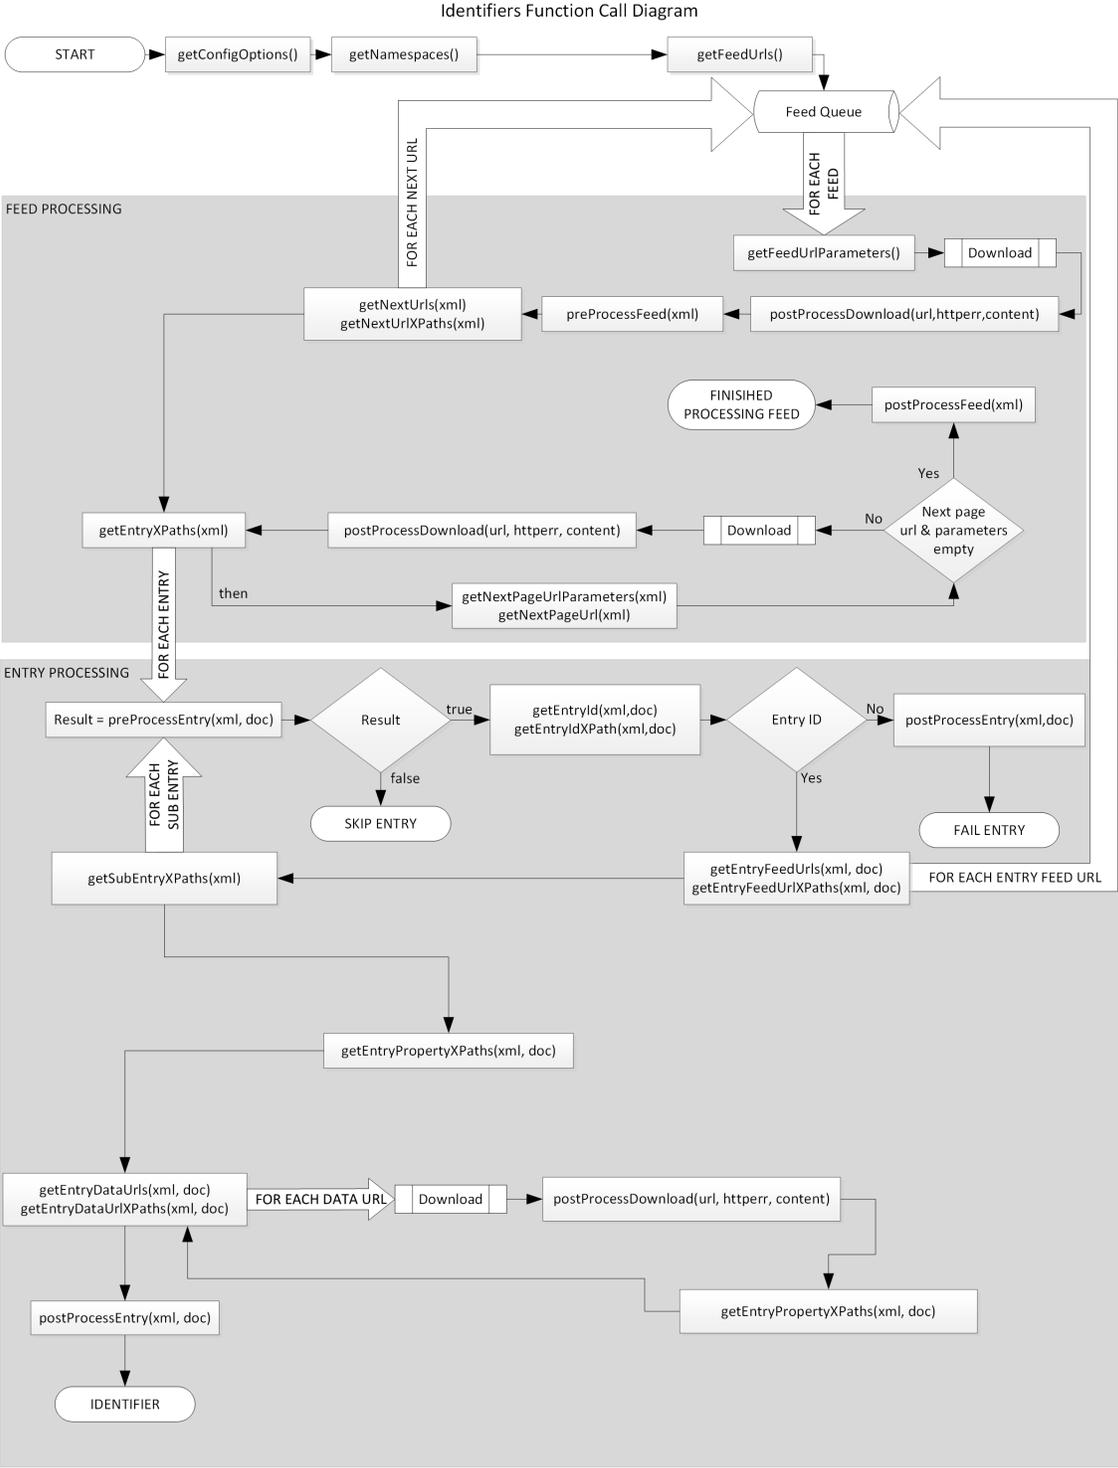 Identifiers Function Call Diagram
START
getConfigOptions()
getNamespaces()
getFeedUrls()
Feed Queue
FOR EACH NEXT URL
FOR EACH
FEED
FEED PROCESSING
getFeedUrlParameters()
Download
getNextUrls(xml)
getNextUrlXPaths(xml)
preProcessFeed(xml)
postProcessDownload(url,httperr,content)
FINISIHED
PROCESSING FEED
postProcessFeed(xml)
Yes
Next page
url & parameters
empty
No
Download
postProcessDownload(url, httperr, content)
getEntryXPaths(xml)
then
getNextPageUrlParameters(xml)
getNextPageUrl(xml)
FOR EACH ENTRY
ENTRY PROCESSING
Result = preProcessEntry(xml, doc)
Result
true
false
SKIP ENTRY
getEntryId(xml,doc)
getEntryIdXPath(xml,doc)
Entry ID
No
Yes
postProcessEntry(xml,doc)
FAIL ENTRY
FOR EACH
SUB ENTRY
getSubEntryXPaths(xml)
getEntryFeedUrls(xml, doc)
getEntryFeedUrlXPaths(xml, doc)
FOR EACH ENTRY FEED URL
getEntryPropertyXPaths(xml, doc)
getEntryDataUrls(xml, doc)
getEntryDataUrlXPaths(xml, doc)
FOR EACH DATA URL
Download
postProcessDownload(url, httperr, content)
getEntryPropertyXPaths(xml, doc)
postProcessEntry(xml, doc)
IDENTIFIER